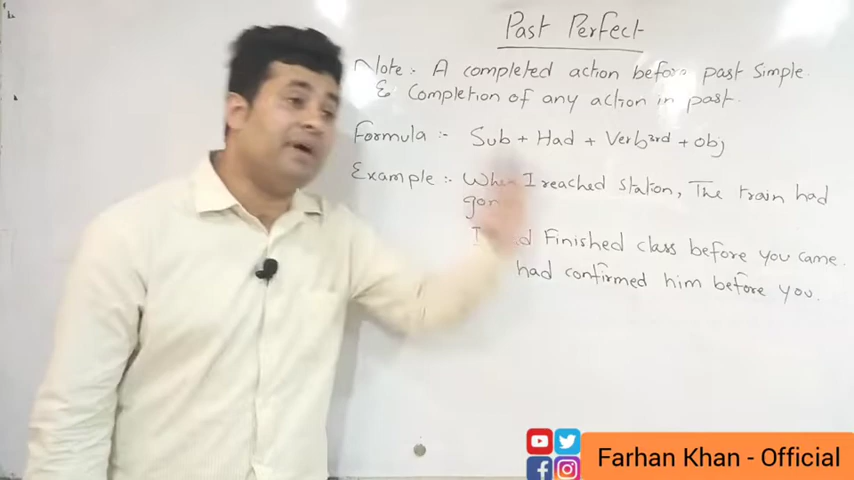 Past Perfect
Note :- A completed action before past simple.
& Completion of any action in past.
Formula :- Sub + Had + Verb3rd + obj
Example :- When I reached station, The train had
gon
I Finished class before you came.
had confirmed him before you.
Farhan Khan - Official